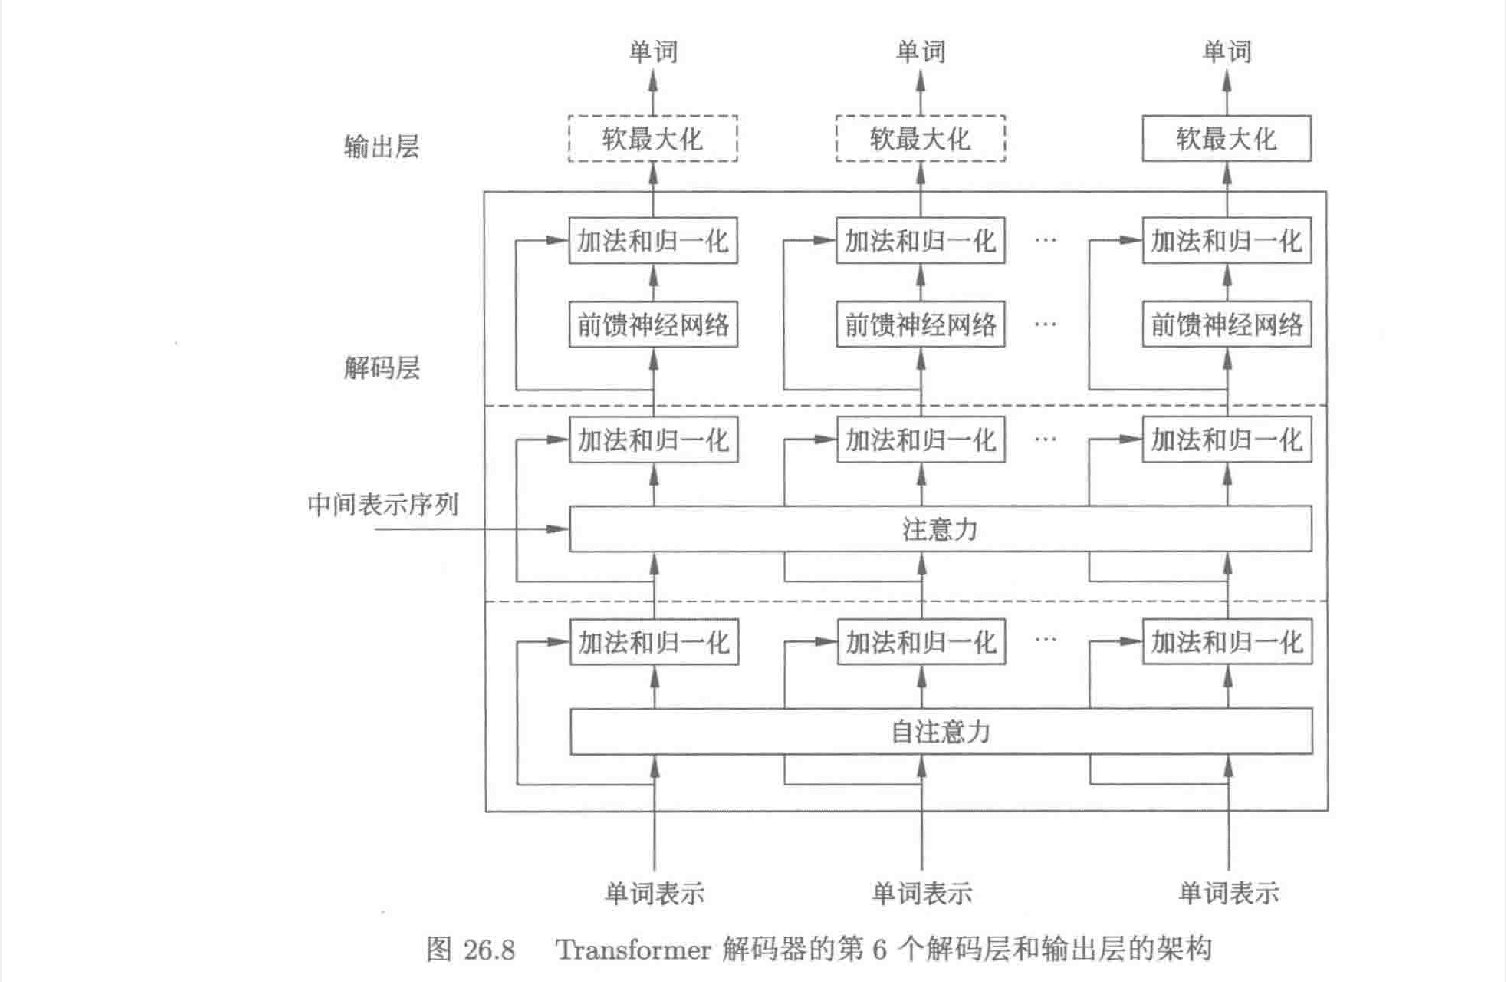 单词 单词 单词
输出层 软最大化 软最大化 软最大化
加法和归一化 加法和归一化 … 加法和归一化
前馈神经网络 前馈神经网络 … 前馈神经网络
解码层
加法和归一化 加法和归一化 … 加法和归一化
中间表示序列
注意力
加法和归一化 加法和归一化 … 加法和归一化
自注意力
单词表示 单词表示 单词表示
图 26.8 Transformer 解码器的第 6 个解码层和输出层的架构